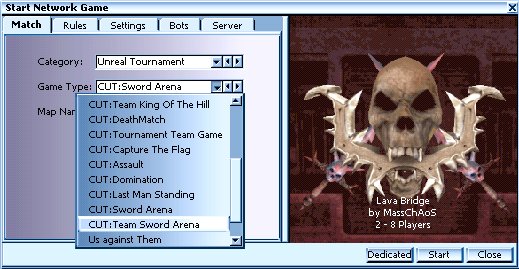 Start Network Game
Match Rules Settings Bots Server
Category: Unreal Tournament
Game Type: CUT:Sword Arena
Map Na
CUT:Team King Of The Hill
CUT:DeathMatch
CUT:Tournament Team Game
CUT:Capture The Flag
CUT:Assault
CUT:Domination
CUT:Last Man Standing
CUT:Sword Arena
CUT:Team Sword Arena
Us against Them
Lava Bridge
by MassChAoS
2 - 8 Players
Dedicated Start Close